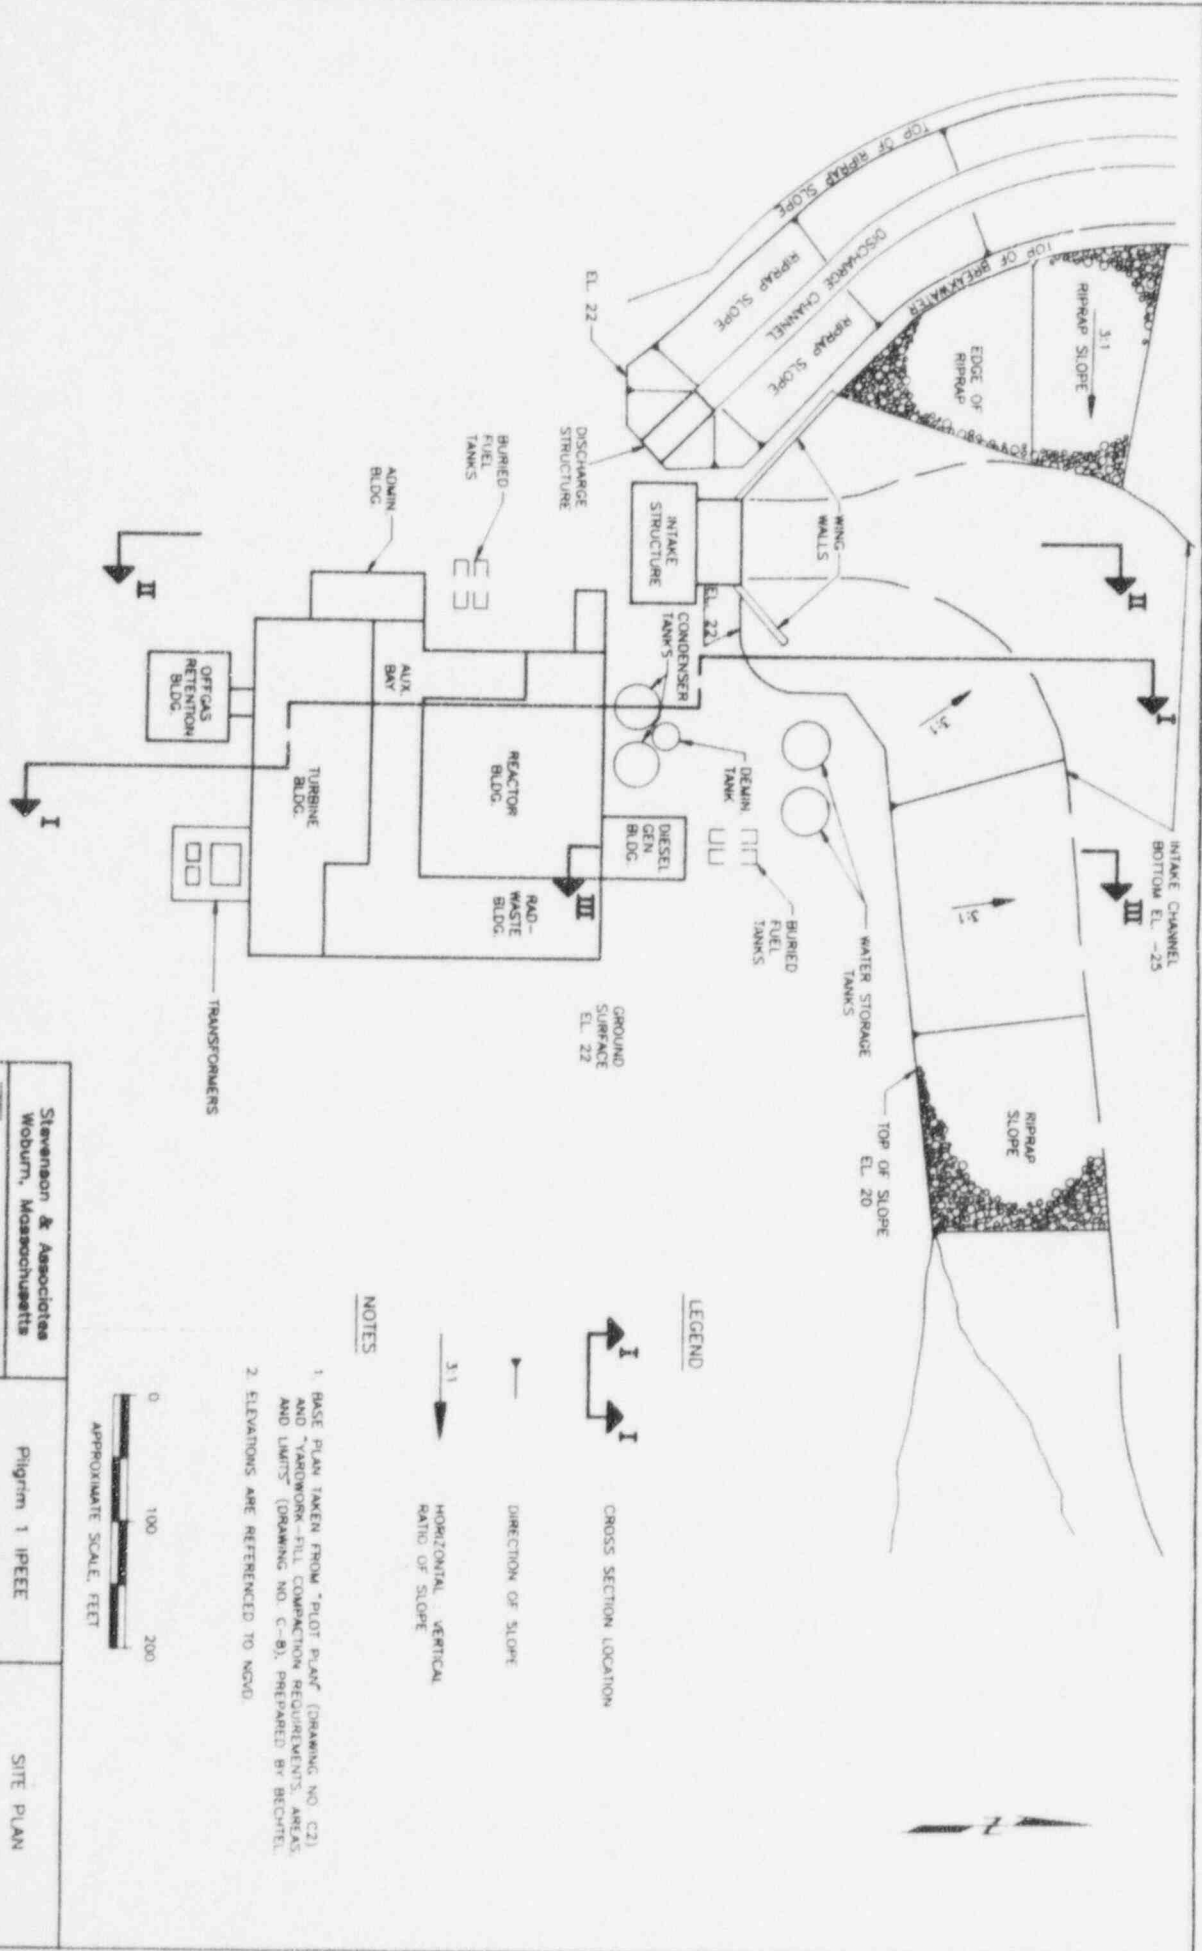 TOP OF RIPRAP SLOPE
RIPRAP SLOPE
DISCHARGE CHANNEL
RIPRAP SLOPE
TOP OF BREAKWATER
EL. 22
DISCHARGE
STRUCTURE
EDGE OF
RIPRAP
RIPRAP SLOPE
3:1
WING
WALLS
INTAKE
STRUCTURE
EL. 22
II
I
INTAKE CHANNEL
BOTTOM EL. -25
3:1
3:1
III
CONDENSER
TANKS
DEMIN.
TANK
WATER STORAGE
TANKS
BURIED
FUEL
TANKS
BURIED
FUEL
TANKS
ADMIN
BLDG.
AUX.
BAY
REACTOR
BLDG.
DIESEL
GEN
BLDG.
III
RAD-
WASTE
BLDG.
TURBINE
BLDG.
OFFGAS
RETENTION
BLDG.
II
I
TRANSFORMERS
GROUND
SURFACE
EL. 22
TOP OF SLOPE
EL. 20
RIPRAP
SLOPE
N
LEGEND
I I
CROSS SECTION LOCATION
DIRECTION OF SLOPE
3:1
HORIZONTAL : VERTICAL
RATIO OF SLOPE
NOTES
1. BASE PLAN TAKEN FROM "PLOT PLAN" (DRAWING NO. C2)
AND "YARDWORK-FILL COMPACTION REQUIREMENTS, AREAS
AND LIMITS" (DRAWING NO. C-8), PREPARED BY BECHTEL.
2. ELEVATIONS ARE REFERENCED TO NGVD.
0 100 200
APPROXIMATE SCALE, FEET
Stevenson & Associates
Woburn, Massachusetts
Pilgrim 1 IPEEE
SITE PLAN